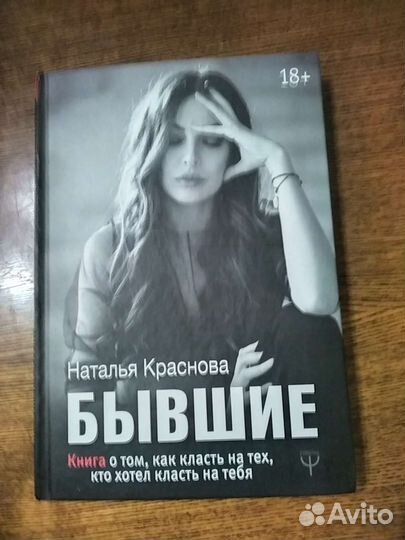 18+
Наталья Краснова
БЫВШИЕ
Книга о том, как класть на тех,
кто хотел класть на тебя
Avito